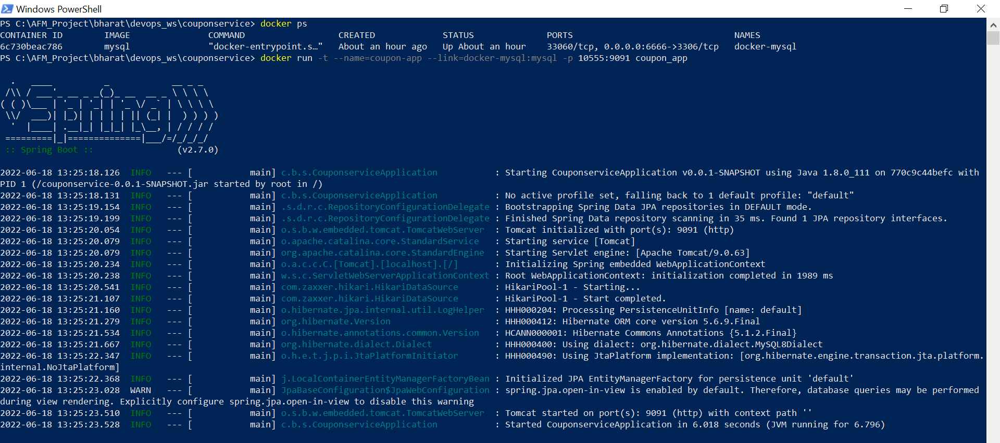 Windows PowerShell
PS C:\AFM_Project\bharat\devops_ws\couponservice> docker ps
CONTAINER ID        IMAGE               COMMAND                  CREATED             STATUS              PORTS                               NAMES
6c730beac786        mysql               "docker-entrypoint.s…"   About an hour ago   Up About an hour    33060/tcp, 0.0.0.0:6666->3306/tcp   docker-mysql
PS C:\AFM_Project\bharat\devops_ws\couponservice> docker run -t --name=coupon-app --link=docker-mysql:mysql -p 10555:9091 coupon_app
  .   ____          _            __ _ _
 /\\ / ___'_ __ _ _(_)_ __  __ _ \ \ \ \
( ( )\___ | '_ | '_| | '_ \/ _` | \ \ \ \
 \\/  ___)| |_)| | | | | || (_| |  ) ) ) )
  '  |____| .__|_| |_|_| |_\__, | / / / /
 =========|_|==============|___/=/_/_/_/
 :: Spring Boot ::                (v2.7.0)
2022-06-18 13:25:18.126  INFO   --- [           main] c.b.s.CouponserviceApplication           : Starting CouponserviceApplication v0.0.1-SNAPSHOT using Java 1.8.0_111 on 770c9c44befc with
PID 1 (/couponservice-0.0.1-SNAPSHOT.jar started by root in /)
2022-06-18 13:25:18.131  INFO   --- [           main] c.b.s.CouponserviceApplication           : No active profile set, falling back to 1 default profile: "default"
2022-06-18 13:25:19.154  INFO   --- [           main] .s.d.r.c.RepositoryConfigurationDelegate : Bootstrapping Spring Data JPA repositories in DEFAULT mode.
2022-06-18 13:25:19.199  INFO   --- [           main] .s.d.r.c.RepositoryConfigurationDelegate : Finished Spring Data repository scanning in 35 ms. Found 1 JPA repository interfaces.
2022-06-18 13:25:20.054  INFO   --- [           main] o.s.b.w.embedded.tomcat.TomcatWebServer  : Tomcat initialized with port(s): 9091 (http)
2022-06-18 13:25:20.079  INFO   --- [           main] o.apache.catalina.core.StandardService   : Starting service [Tomcat]
2022-06-18 13:25:20.079  INFO   --- [           main] org.apache.catalina.core.StandardEngine  : Starting Servlet engine: [Apache Tomcat/9.0.63]
2022-06-18 13:25:20.234  INFO   --- [           main] o.a.c.c.C.[Tomcat].[localhost].[/]       : Initializing Spring embedded WebApplicationContext
2022-06-18 13:25:20.238  INFO   --- [           main] w.s.c.ServletWebServerApplicationContext : Root WebApplicationContext: initialization completed in 1989 ms
2022-06-18 13:25:20.541  INFO   --- [           main] com.zaxxer.hikari.HikariDataSource       : HikariPool-1 - Starting...
2022-06-18 13:25:21.107  INFO   --- [           main] com.zaxxer.hikari.HikariDataSource       : HikariPool-1 - Start completed.
2022-06-18 13:25:21.160  INFO   --- [           main] o.hibernate.jpa.internal.util.LogHelper  : HHH000204: Processing PersistenceUnitInfo [name: default]
2022-06-18 13:25:21.279  INFO   --- [           main] org.hibernate.Version                    : HHH000412: Hibernate ORM core version 5.6.9.Final
2022-06-18 13:25:21.534  INFO   --- [           main] o.hibernate.annotations.common.Version   : HCANN000001: Hibernate Commons Annotations {5.1.2.Final}
2022-06-18 13:25:21.667  INFO   --- [           main] org.hibernate.dialect.Dialect            : HHH000400: Using dialect: org.hibernate.dialect.MySQL8Dialect
2022-06-18 13:25:22.347  INFO   --- [           main] o.h.e.t.j.p.i.JtaPlatformInitiator       : HHH000490: Using JtaPlatform implementation: [org.hibernate.engine.transaction.jta.platform.
internal.NoJtaPlatform]
2022-06-18 13:25:22.368  INFO   --- [           main] j.LocalContainerEntityManagerFactoryBean : Initialized JPA EntityManagerFactory for persistence unit 'default'
2022-06-18 13:25:23.028  WARN   --- [           main] JpaBaseConfiguration$JpaWebConfiguration : spring.jpa.open-in-view is enabled by default. Therefore, database queries may be performed
during view rendering. Explicitly configure spring.jpa.open-in-view to disable this warning
2022-06-18 13:25:23.510  INFO   --- [           main] o.s.b.w.embedded.tomcat.TomcatWebServer  : Tomcat started on port(s): 9091 (http) with context path ''
2022-06-18 13:25:23.528  INFO   --- [           main] c.b.s.CouponserviceApplication           : Started CouponserviceApplication in 6.018 seconds (JVM running for 6.796)